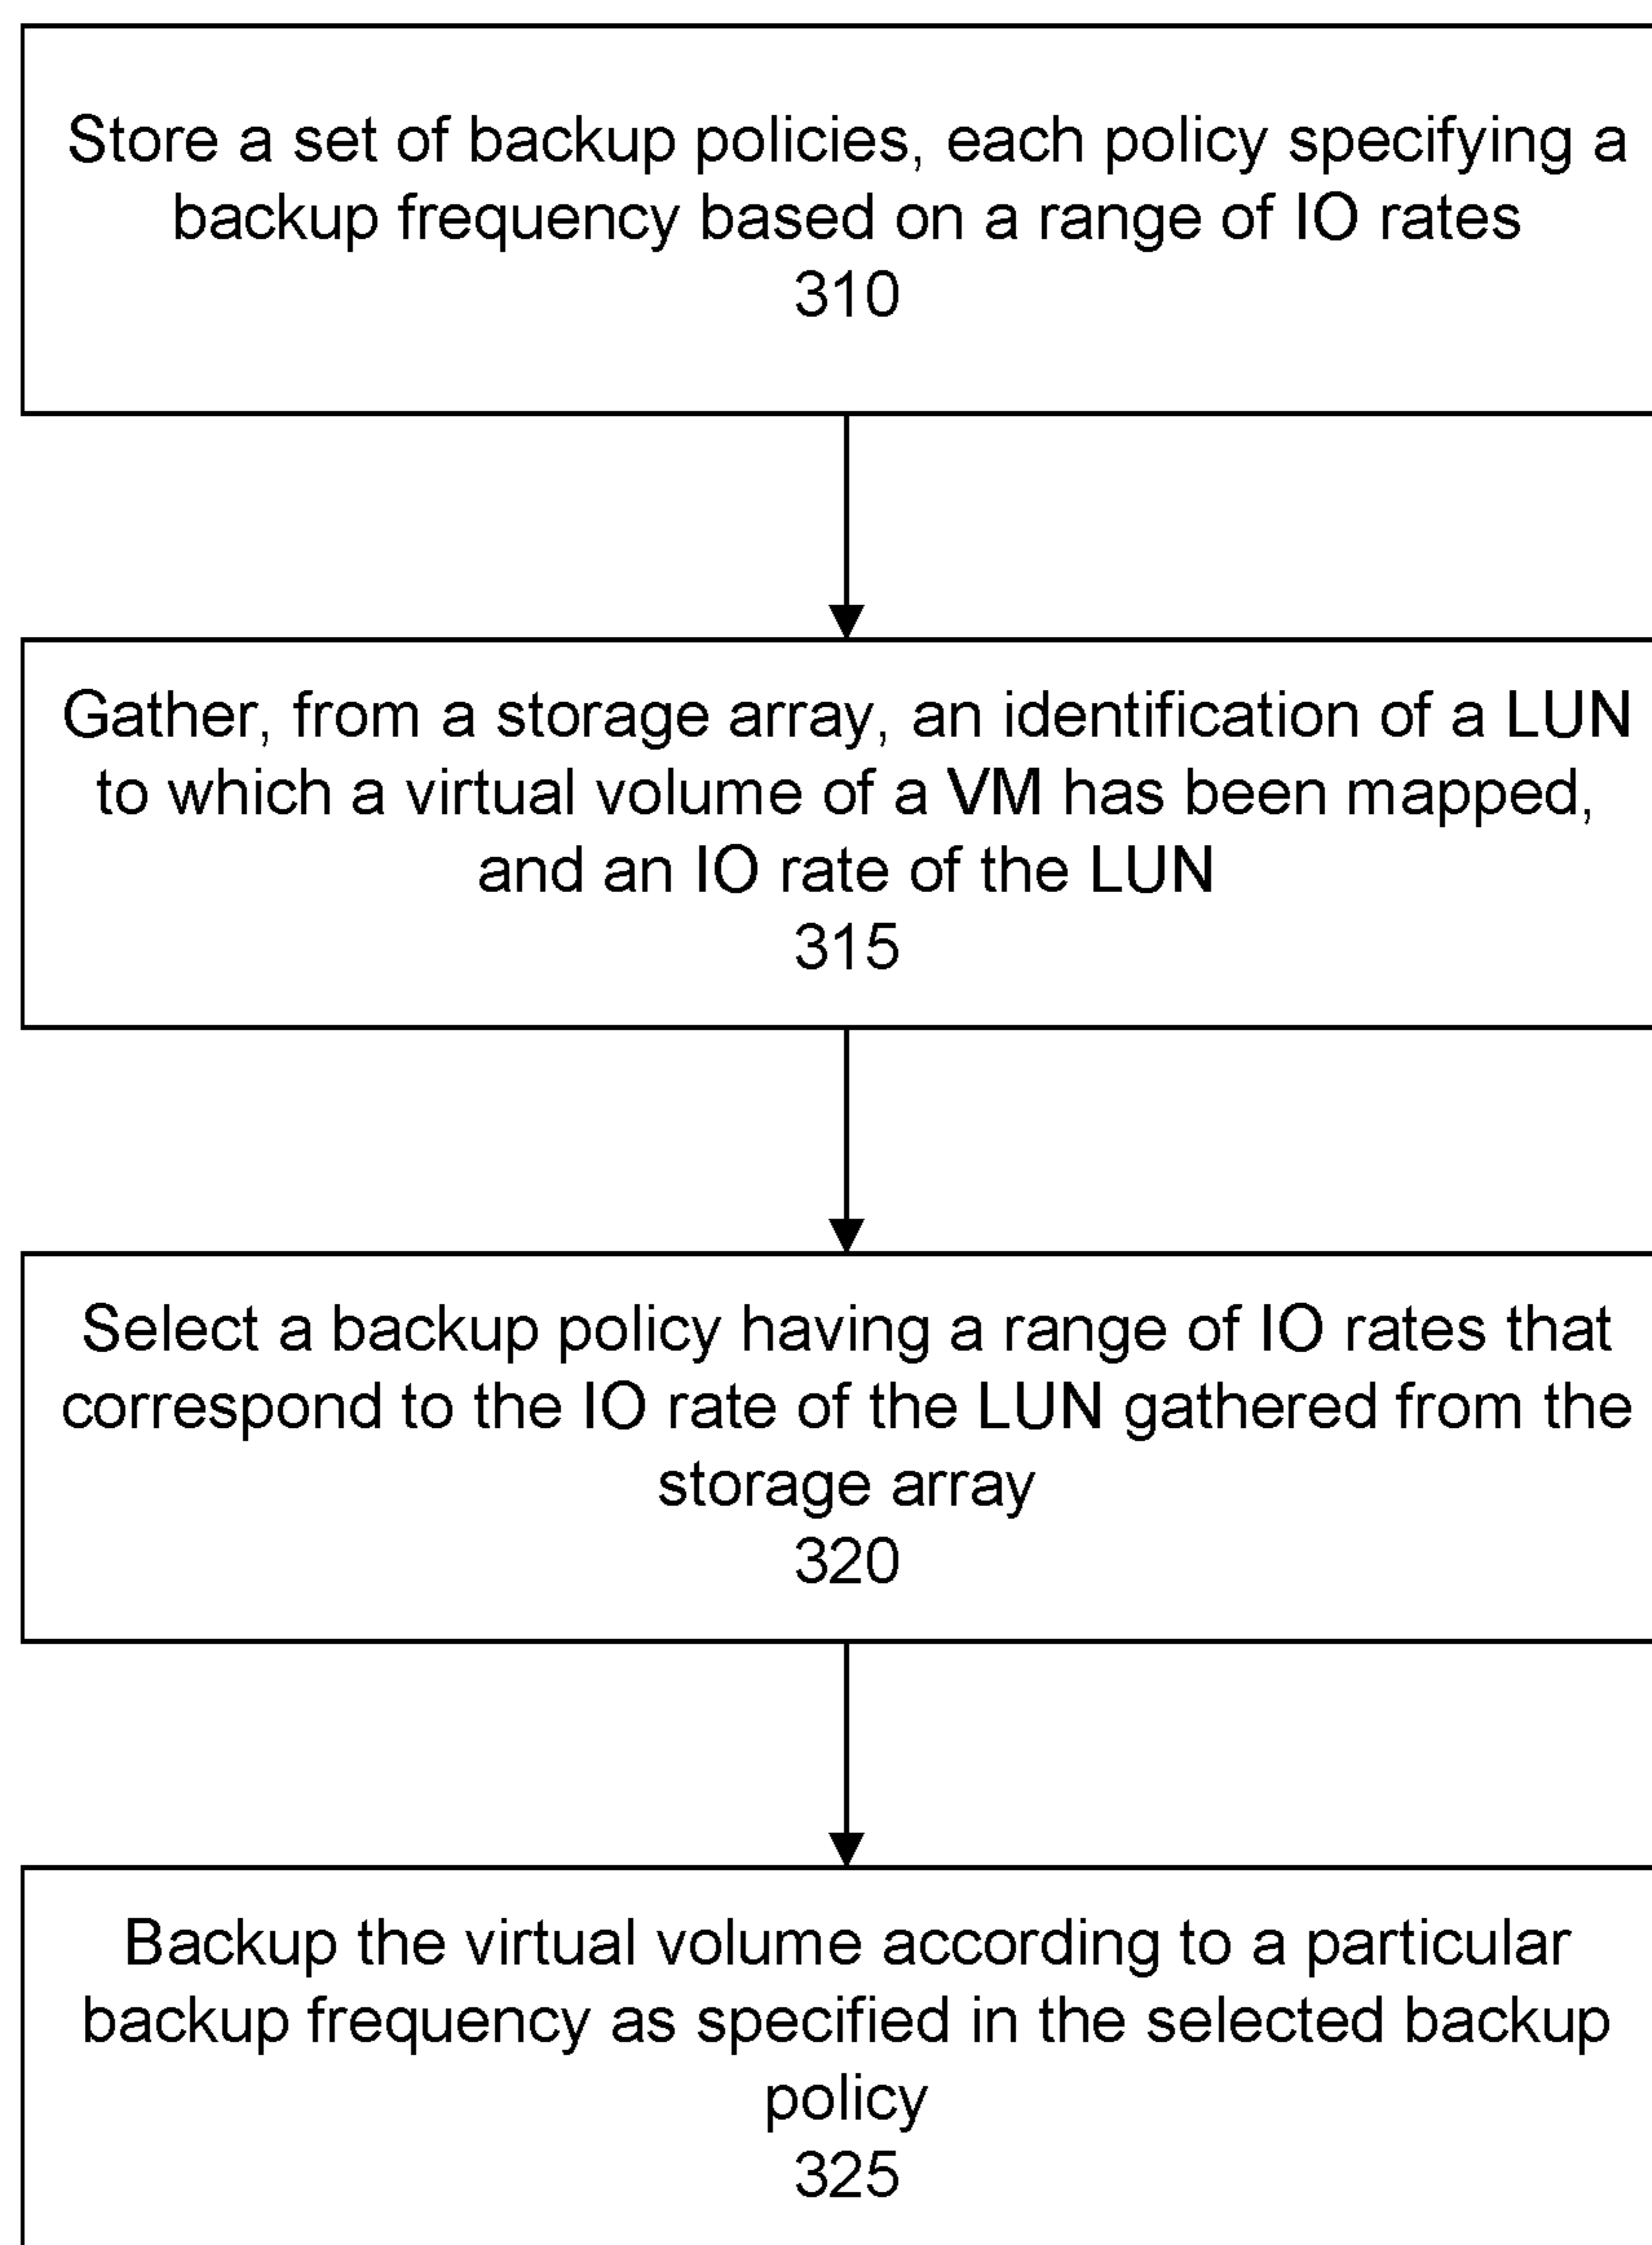 Store a set of backup policies, each policy specifying a
backup frequency based on a range of IO rates
310
Gather, from a storage array, an identification of a LUN
to which a virtual volume of a VM has been mapped,
and an IO rate of the LUN
315
Select a backup policy having a range of IO rates that
correspond to the IO rate of the LUN gathered from the
storage array
320
Backup the virtual volume according to a particular
backup frequency as specified in the selected backup
policy
325